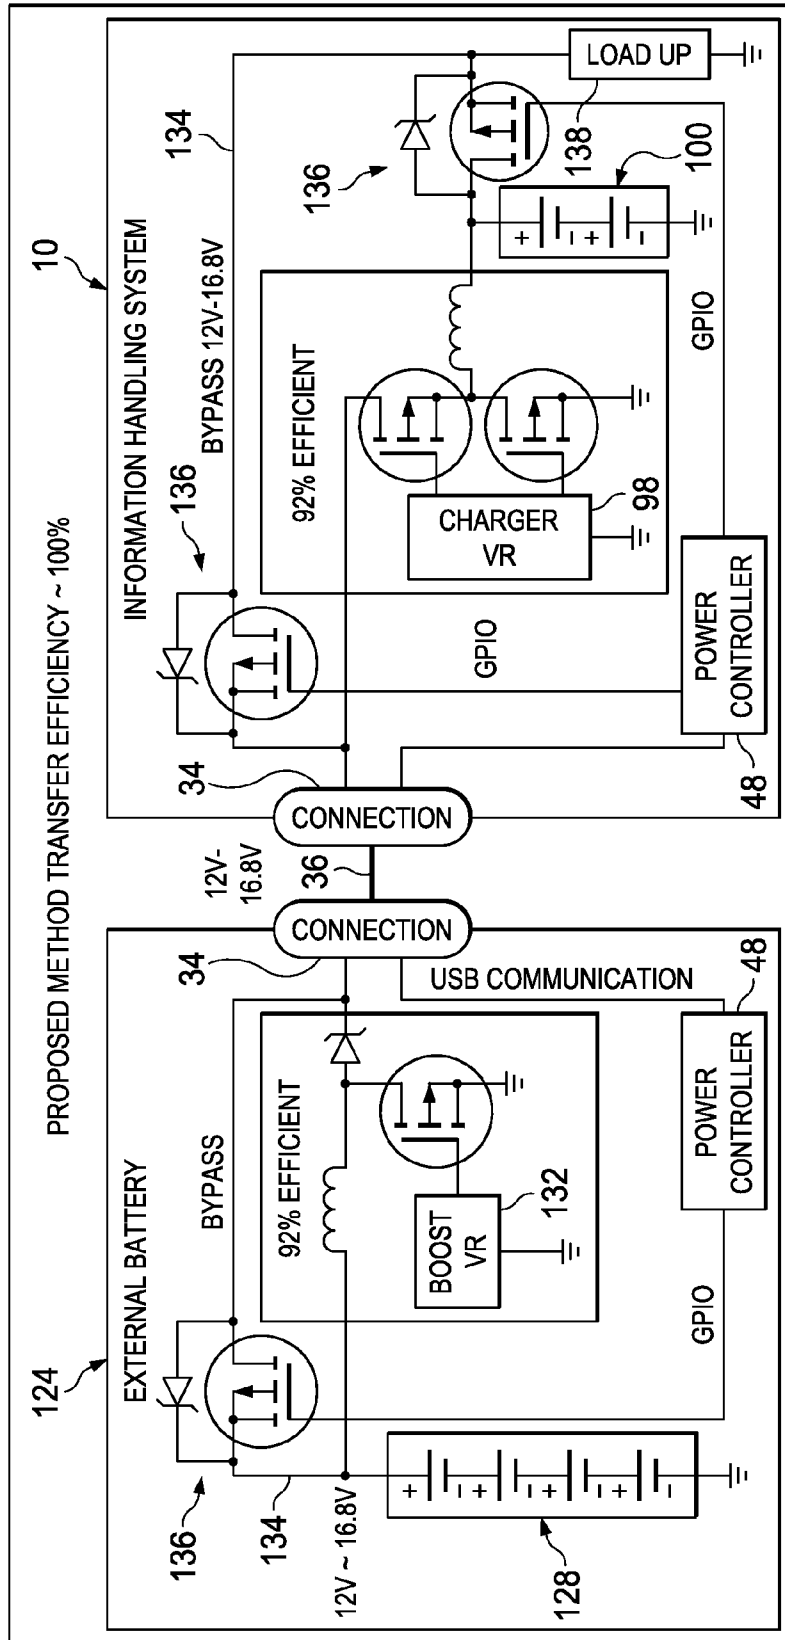 PROPOSED METHOD TRANSFER EFFICIENCY ~ 100%
124
EXTERNAL BATTERY
136
134
BYPASS
12V ~ 16.8V
92% EFFICIENT
BOOST
VR
132
128
+ - + - + - + -
GPIO
POWER
CONTROLLER
48
USB COMMUNICATION
34
CONNECTION
12V-
16.8V
36
10
INFORMATION HANDLING SYSTEM
34
CONNECTION
136
BYPASS 12V-16.8V
134
92% EFFICIENT
CHARGER
VR
98
GPIO
POWER
CONTROLLER
48
136
+ - + -
100
GPIO
LOAD UP
138